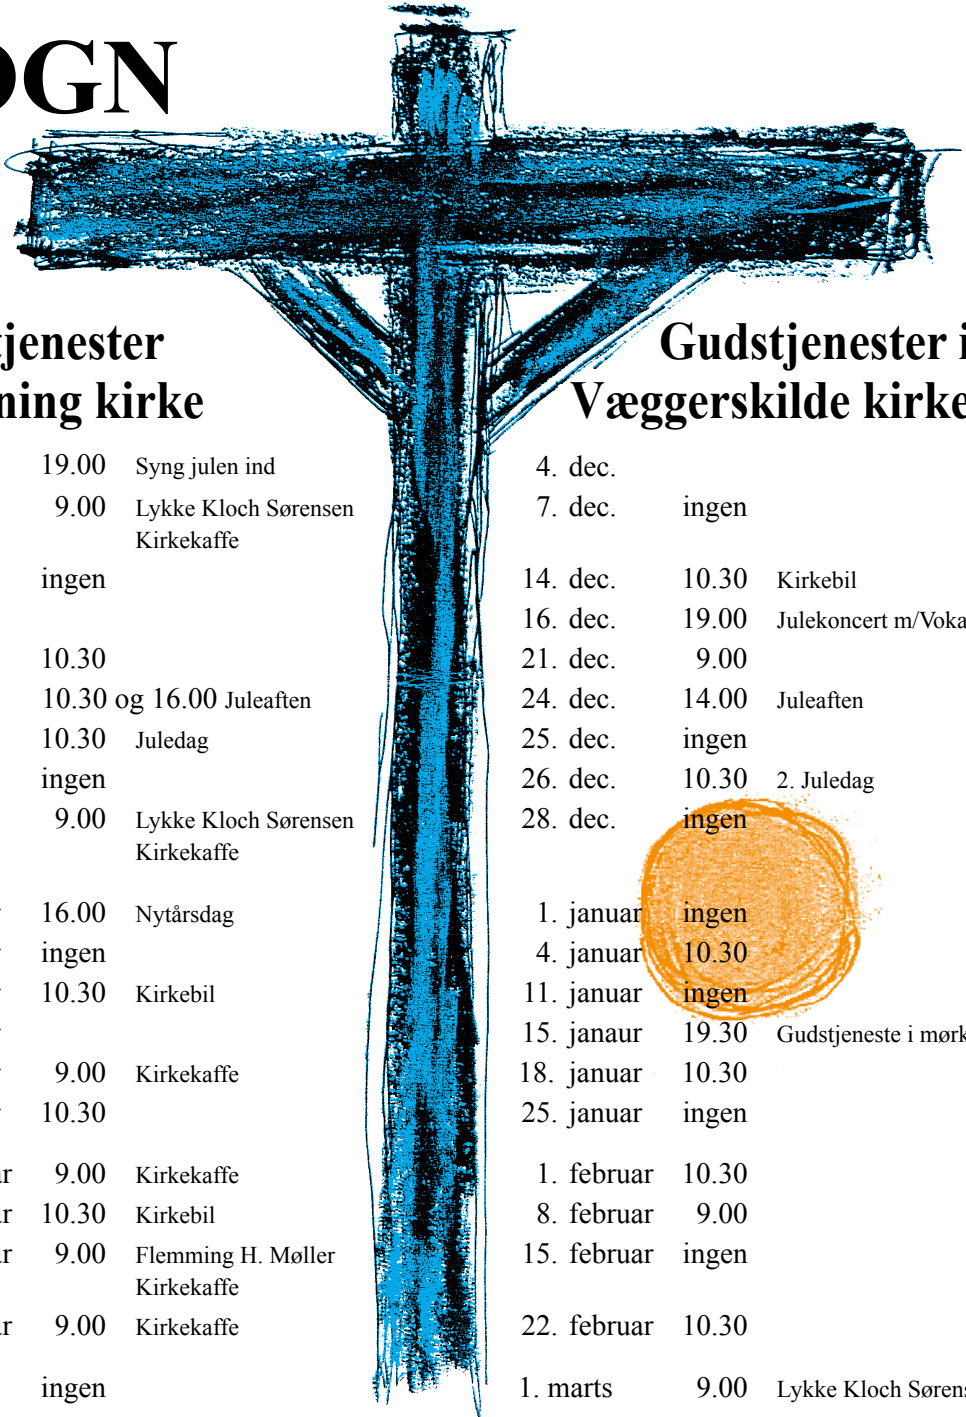 OGN
tjenester
ning kirke
19.00 Syng julen ind
9.00 Lykke Kloch Sørensen
Kirkekaffe
ingen
10.30
10.30 og 16.00 Juleaften
10.30 Juledag
ingen
9.00 Lykke Kloch Sørensen
Kirkekaffe
16.00 Nytårsdag
ingen
10.30 Kirkebil
9.00 Kirkekaffe
10.30
9.00 Kirkekaffe
10.30 Kirkebil
9.00 Flemming H. Møller
Kirkekaffe
9.00 Kirkekaffe
ingen
Gudstjenester i
Væggerskilde kirke
4. dec.
7. dec. ingen
14. dec. 10.30 Kirkebil
16. dec. 19.00 Julekoncert m/Voka
21. dec. 9.00
24. dec. 14.00 Juleaften
25. dec. ingen
26. dec. 10.30 2. Juledag
28. dec. ingen
1. januar ingen
4. januar 10.30
11. januar ingen
15. janaur 19.30 Gudstjeneste i mørk
18. januar 10.30
25. januar ingen
1. februar 10.30
8. februar 9.00
15. februar ingen
22. februar 10.30
1. marts 9.00 Lykke Kloch Sørens